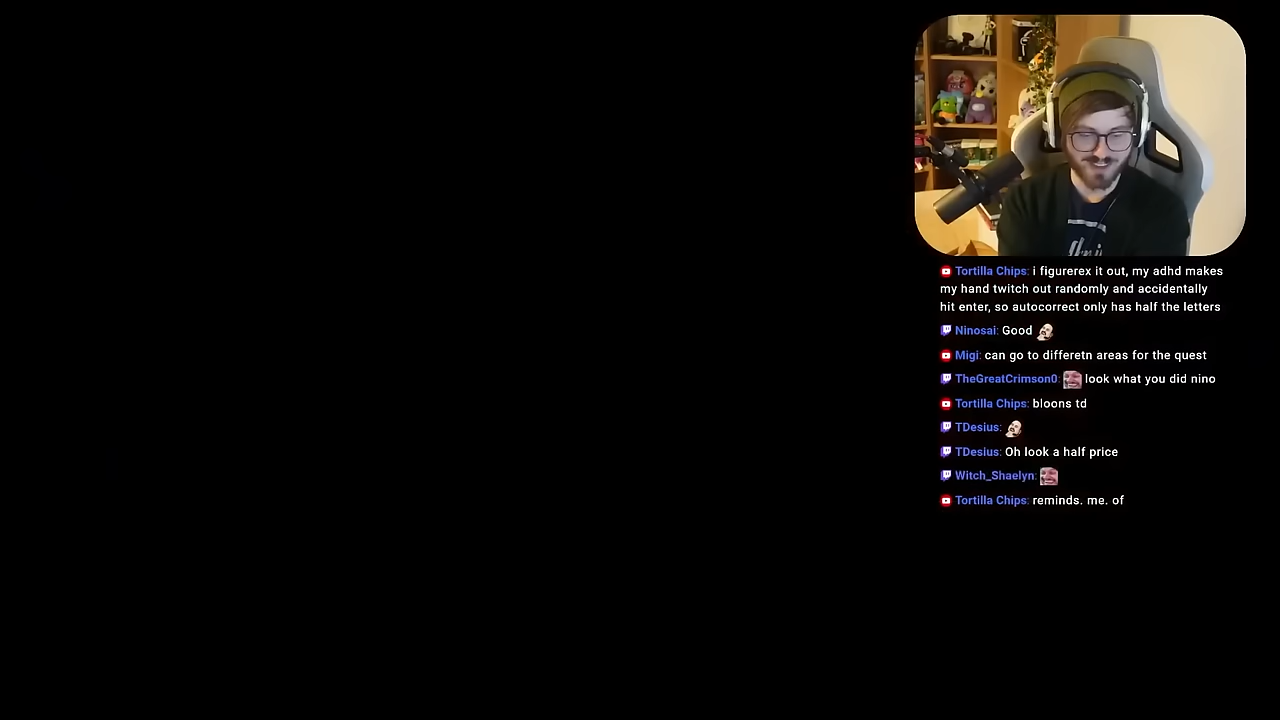 Tortilla Chips: i figurerex it out, my adhd makes
my hand twitch out randomly and accidentally
hit enter, so autocorrect only has half the letters
Ninosai: Good
Migi: can go to differetn areas for the quest
TheGreatCrimson0: look what you did nino
Tortilla Chips: bloons td
TDesius:
TDesius: Oh look a half price
Witch_Shaelyn:
Tortilla Chips: reminds. me. of